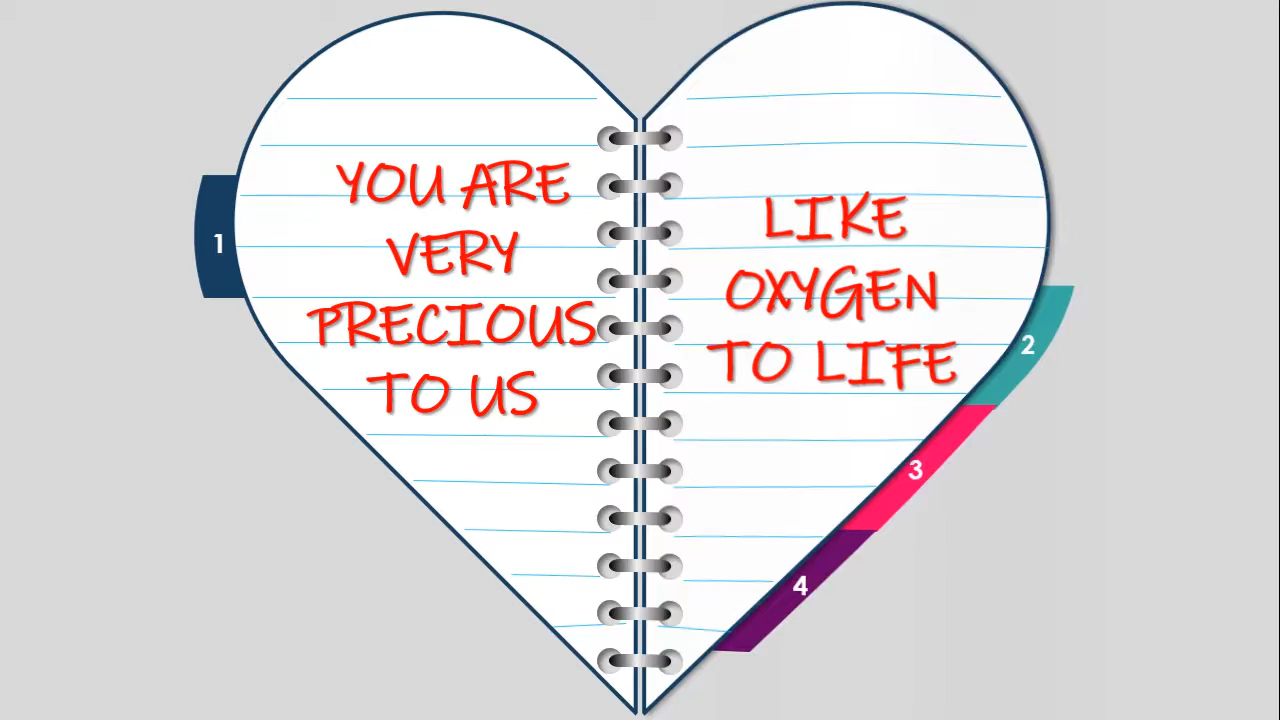 1
YOU ARE
VERY
PRECIOUS
TO US
LIKE
OXYGEN
TO LIFE
2
3
4